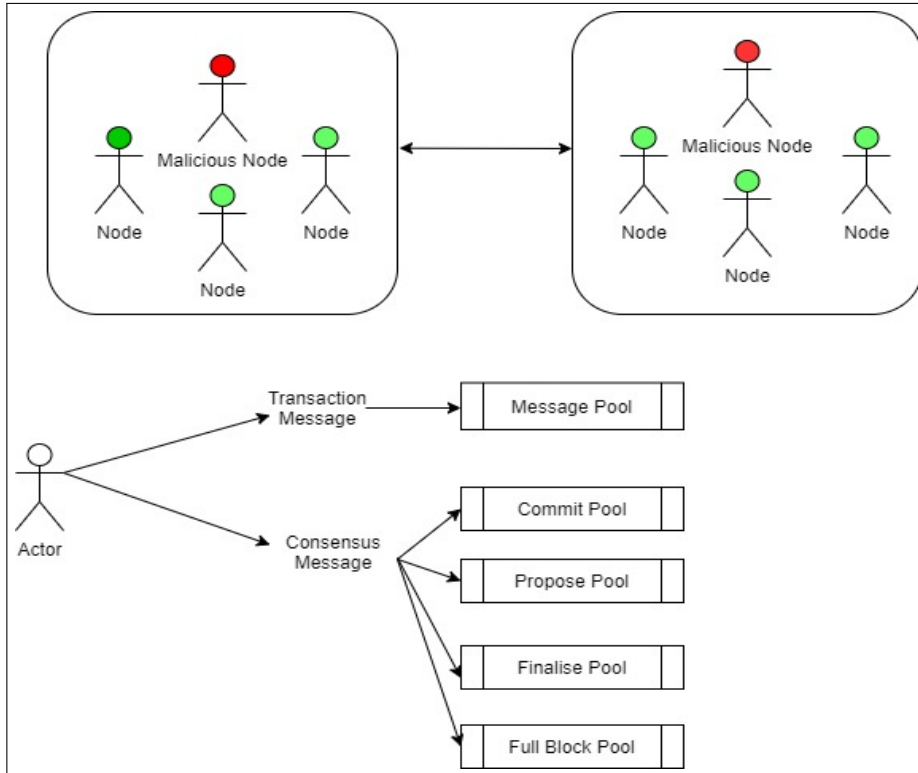 Malicious Node
Node
Node
Node
Malicious Node
Node
Node
Node
Transaction
Message
Message Pool
Actor
Consensus
Message
Commit Pool
Propose Pool
Finalise Pool
Full Block Pool